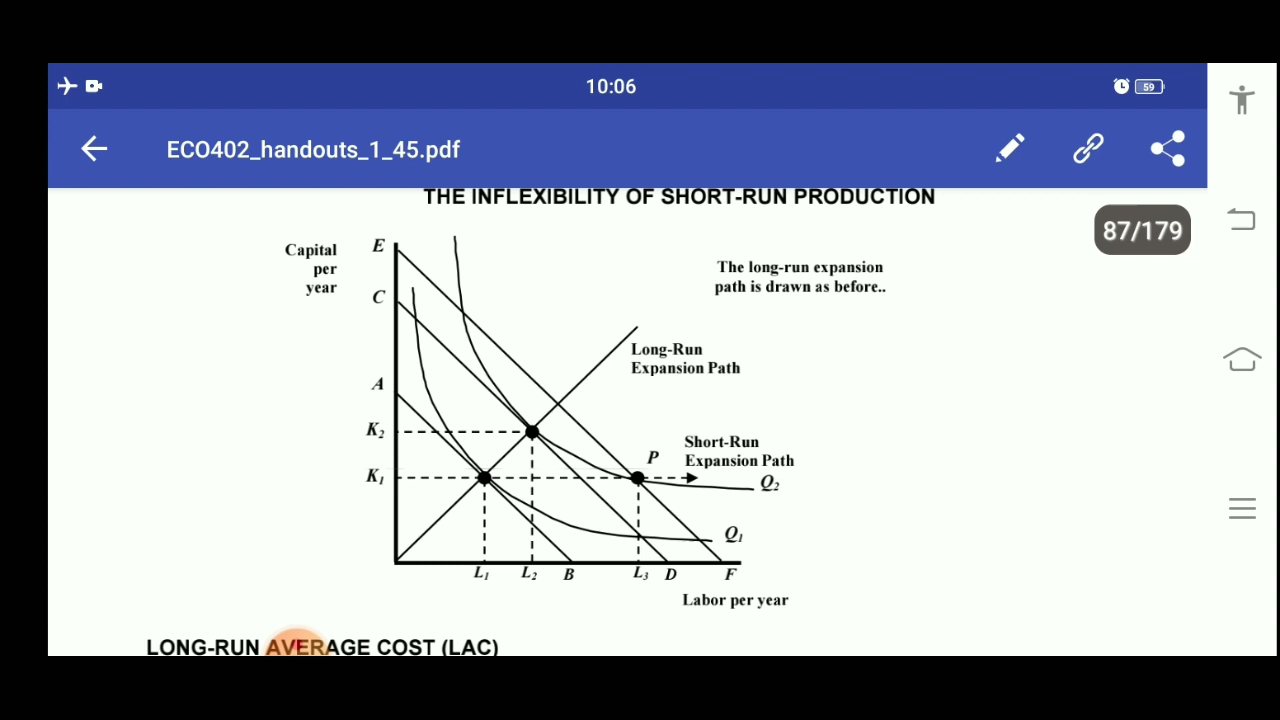 10:06
59
ECO402_handouts_1_45.pdf
THE INFLEXIBILITY OF SHORT-RUN PRODUCTION
87/179
Capital
per
year
E
C
A
K2
K1
The long-run expansion
path is drawn as before..
Long-Run
Expansion Path
P
Short-Run
Expansion Path
Q2
Q1
L1 L2 B L3 D F
Labor per year
LONG-RUN AVERAGE COST (LAC)